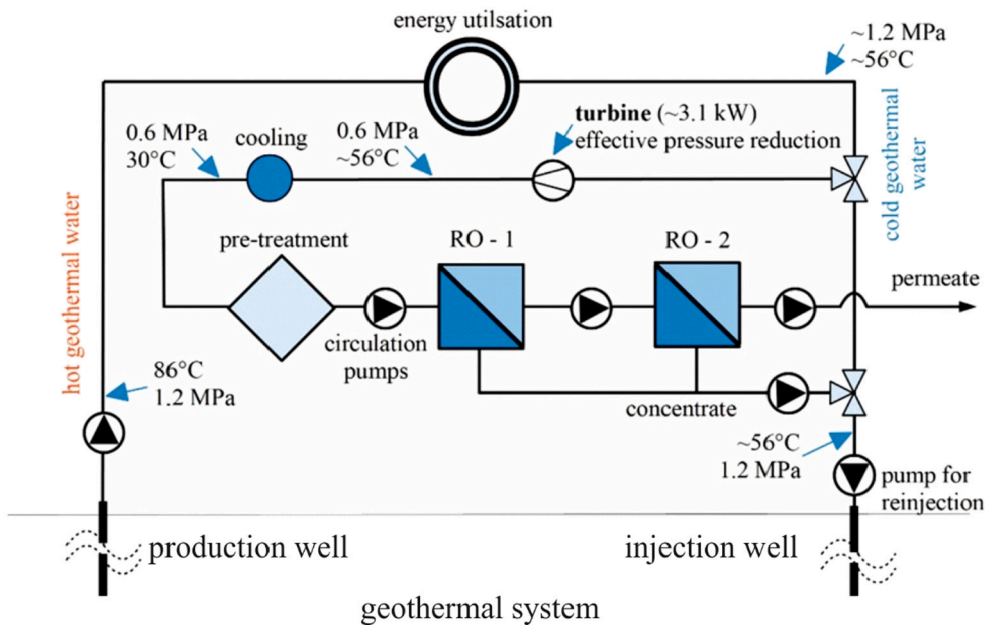 energy utilsation
~1.2 MPa
~56°C
turbine (~3.1 kW)
effective pressure reduction
0.6 MPa
30°C
cooling
0.6 MPa
~56°C
cold geothermal
water
hot geothermal water
pre-treatment
RO - 1
RO - 2
permeate
circulation
pumps
86°C
1.2 MPa
concentrate
~56°C
1.2 MPa
pump for
reinjection
production well
injection well
geothermal system